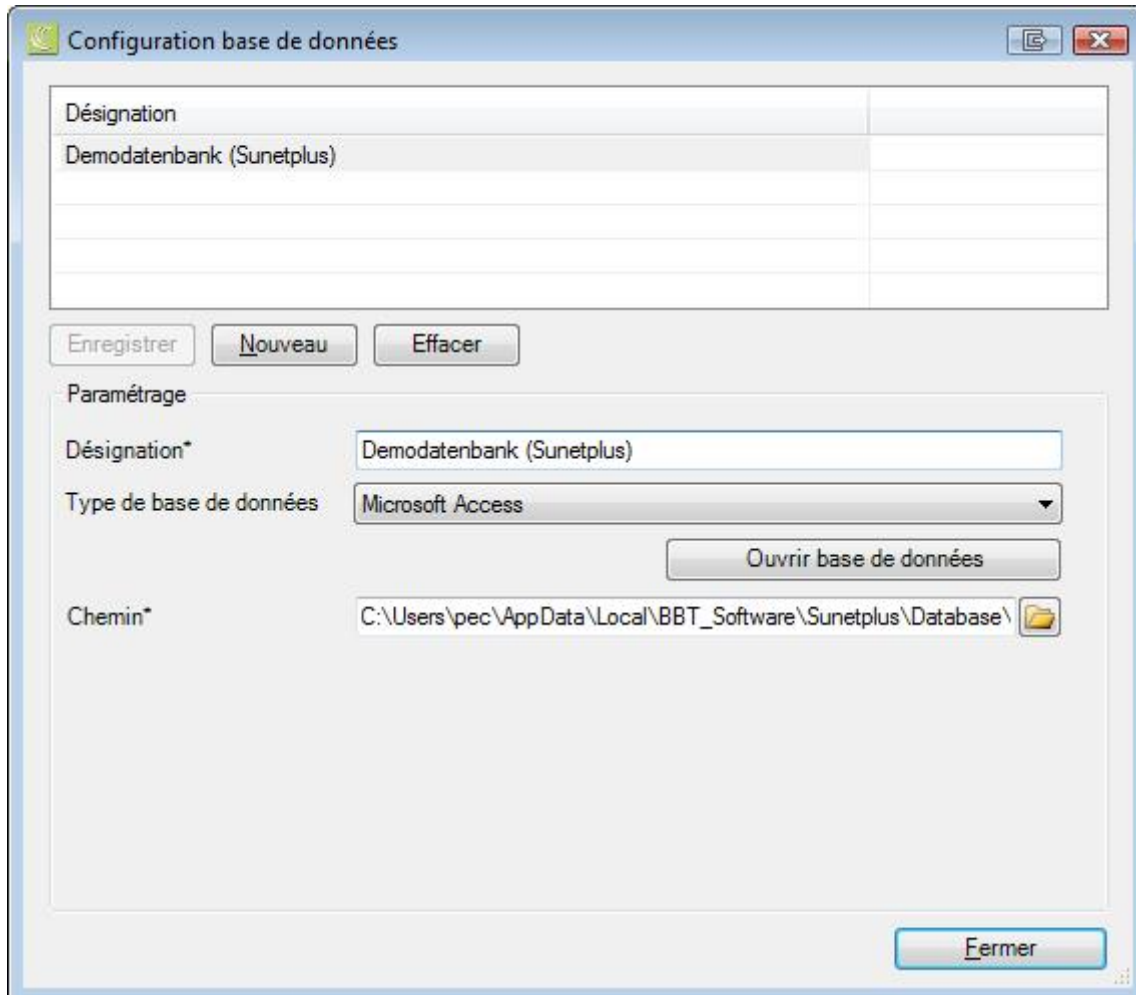 Configuration base de données
Désignation
Demodatenbank (Sunetplus)
Enregistrer Nouveau Effacer
Paramétrage
Désignation* Demodatenbank (Sunetplus)
Type de base de données Microsoft Access
Ouvrir base de données
Chemin* C:\Users\pec\AppData\Local\BBT_Software\Sunetplus\Database\
Fermer